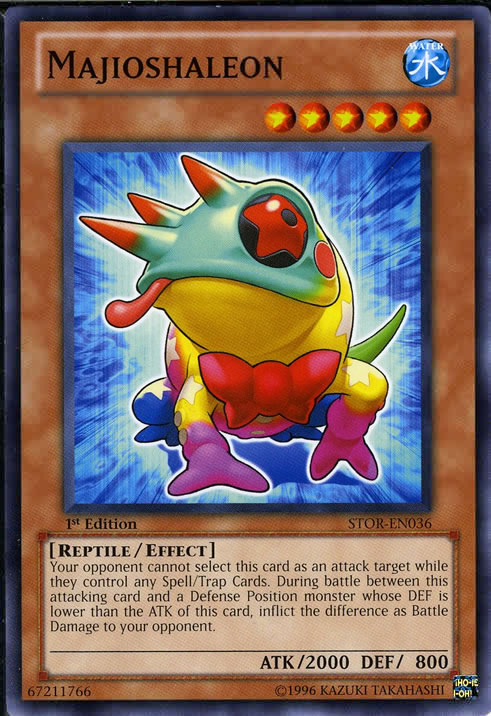 MAJIOSHALEON
WATER
水
1st Edition
STOR-EN036
[REPTILE/EFFECT]
Your opponent cannot select this card as an attack target while
they control any Spell/Trap Cards. During battle between this
attacking card and a Defense Position monster whose DEF is
lower than the ATK of this card, inflict the difference as Battle
Damage to your opponent.
ATK/2000 DEF/ 800
67211766
©1996 KAZUKI TAKAHASHI